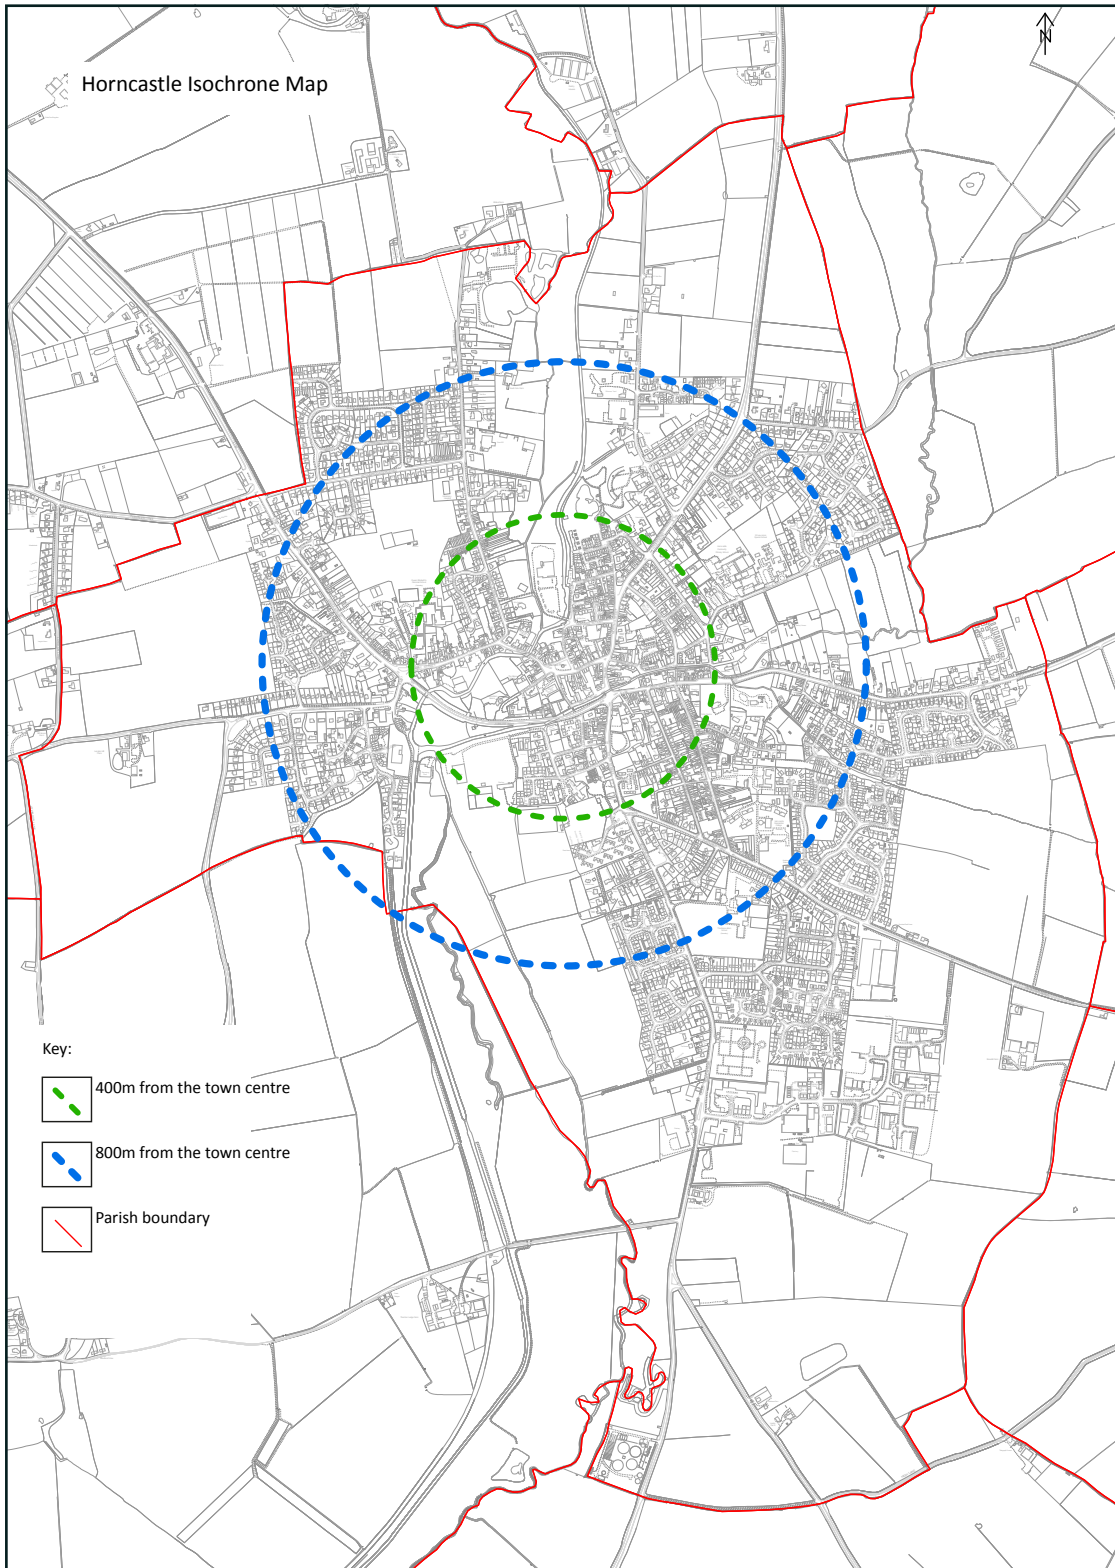 N
Horncastle Isochrone Map
Key:
400m from the town centre
800m from the town centre
Parish boundary